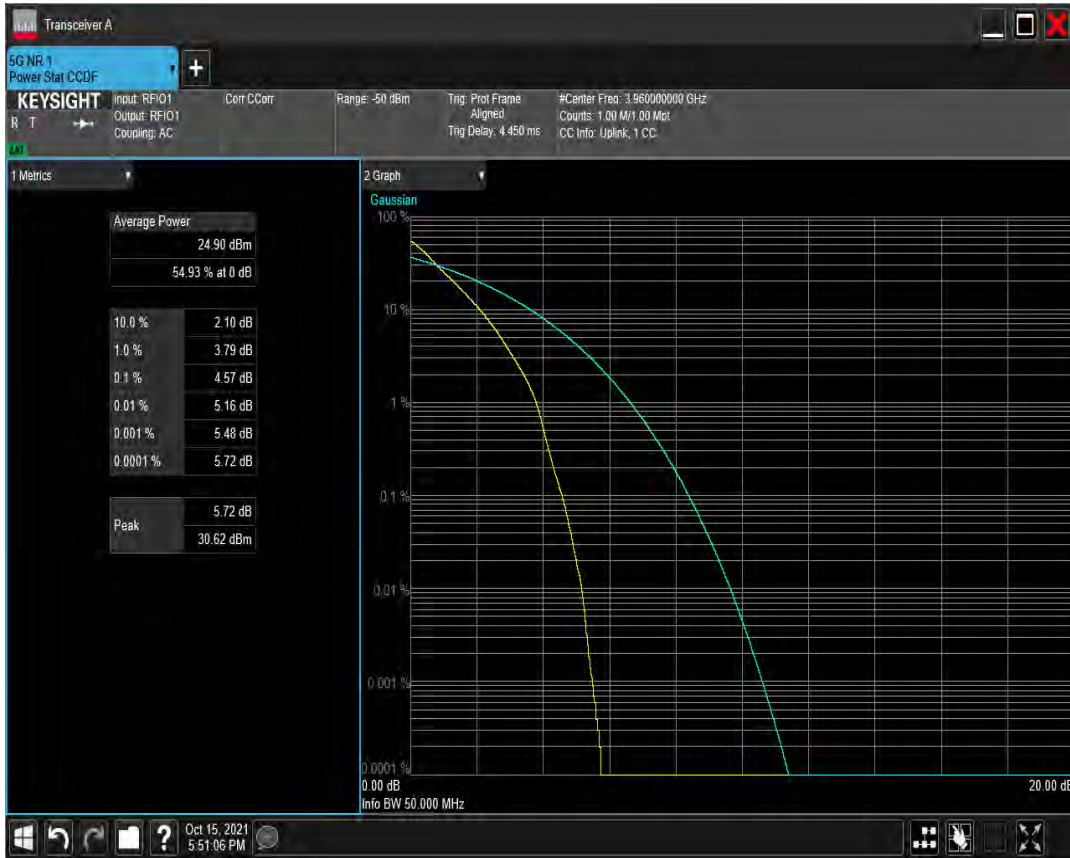 Transceiver A
5G NR 1
Power Stat CCDF
+
KEYSIGHT
R T
LXI
Input: RFIO1
Output: RFIO1
Coupling: AC
Corr CCorr
Range: -50 dBm
Trig: Prot Frame
Aligned
Trig Delay: 4.450 ms
#Center Freq: 3.960000000 GHz
Counts: 1.00 M/1.00 Mpt
CC Info: Uplink, 1 CC
1 Metrics
Average Power
24.90 dBm
54.93 % at 0 dB
10.0 % 2.10 dB
1.0 % 3.79 dB
0.1 % 4.57 dB
0.01 % 5.16 dB
0.001 % 5.48 dB
0.0001 % 5.72 dB
Peak
5.72 dB
30.62 dBm
2 Graph
Gaussian
100 %
10 %
1 %
0.1 %
0.01 %
0.001 %
0.0001 %
0.00 dB
20.00 dB
Info BW 50.000 MHz
?
Oct 15, 2021
5:51:06 PM